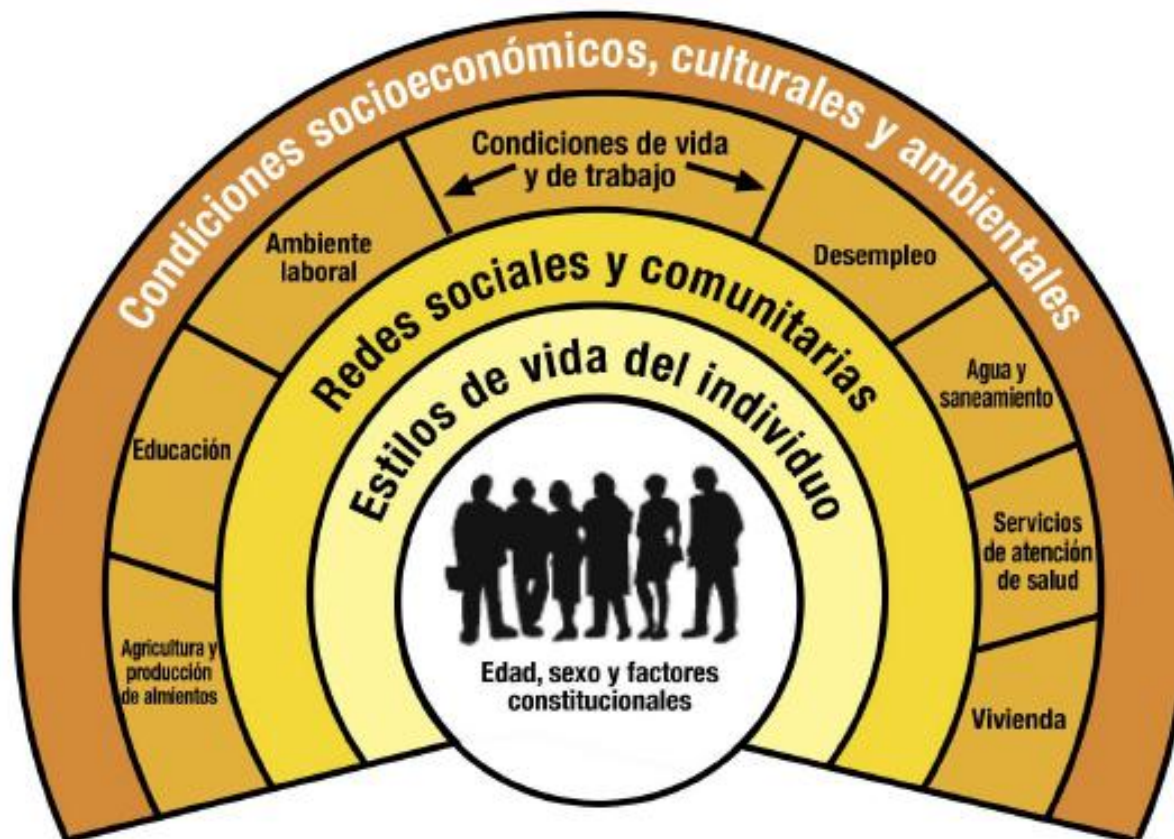 Condiciones socioeconómicos, culturales y ambientales
Condiciones de vida
y de trabajo
Ambiente
laboral
Desempleo
Redes sociales y comunitarias
Agua y
saneamiento
Estilos de vida del individuo
Educación
Servicios
de atención
de salud
Agricultura y
producción
de almientos
Edad, sexo y factores
constitucionales
Vivienda